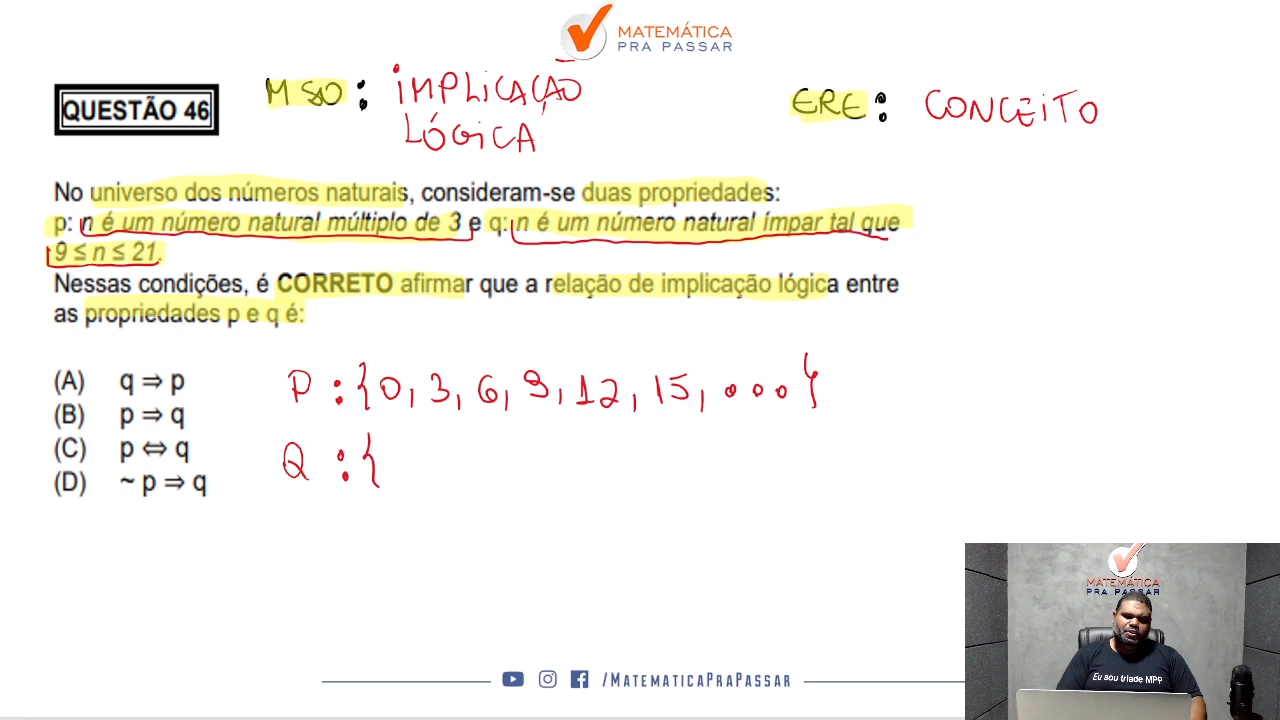 MATEMÁTICA
PRA PASSAR
QUESTÃO 46
MSO: IMPLICAÇÃO
LÓGICA
ERE: CONCEITO
No universo dos números naturais, consideram-se duas propriedades:
p: n é um número natural múltiplo de 3 e q: n é um número natural ímpar tal que
9 ≤ n ≤ 21.
Nessas condições, é CORRETO afirmar que a relação de implicação lógica entre
as propriedades p e q é:
(A) q ⇒ p
(B) p ⇒ q
(C) p ⇔ q
(D) ~ p ⇒ q
P : {0, 3, 6, 9, 12, 15, ...}
Q : {
MATEMÁTICA
PRA PASSAR
Eu sou tríade MPP
/MATEMATICAPRAPASSAR